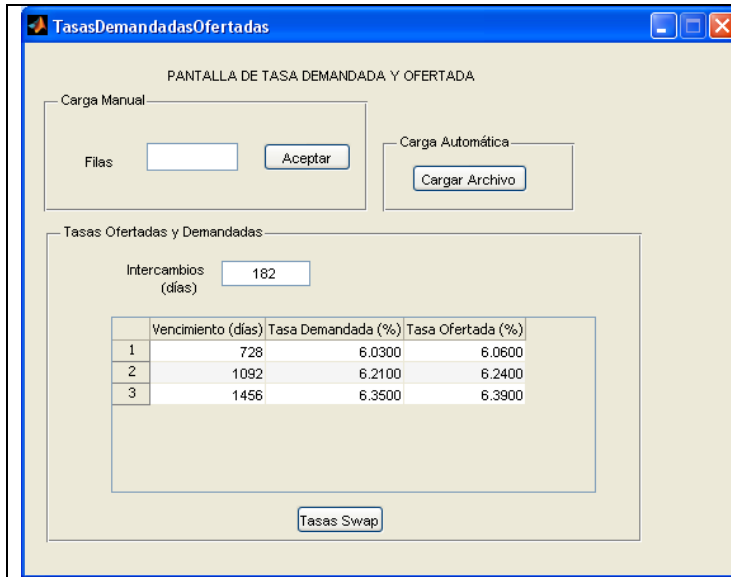 TasasDemandadasOfertadas
PANTALLA DE TASA DEMANDADA Y OFERTADA
Carga Manual
Filas
Aceptar
Carga Automática
Cargar Archivo
Tasas Ofertadas y Demandadas
Intercambios
(días)
182
Vencimiento (días) Tasa Demandada (%) Tasa Ofertada (%)
1 728 6.0300 6.0600
2 1092 6.2100 6.2400
3 1456 6.3500 6.3900
Tasas Swap